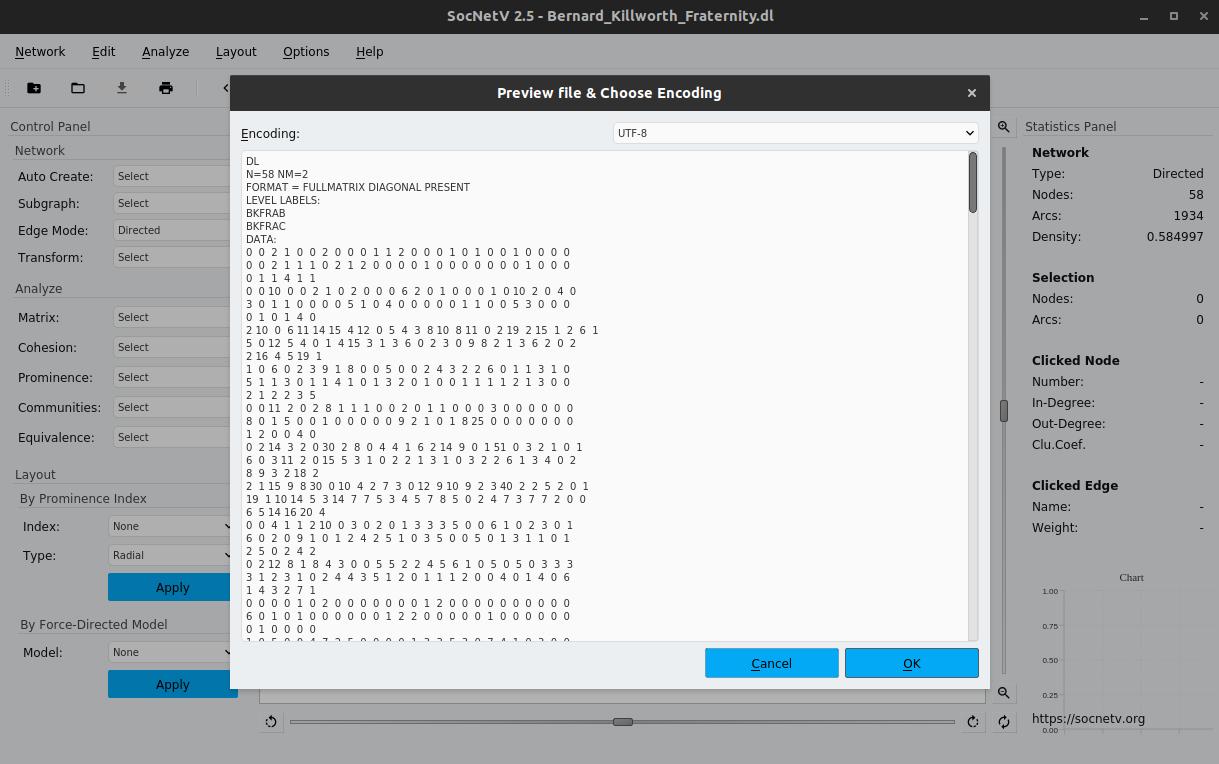 SocNetV 2.5 - Bernard_Killworth_Fraternity.dl
Network Edit Analyze Layout Options Help
Control Panel
Network
Auto Create: Select
Subgraph: Select
Edge Mode: Directed
Transform: Select
Analyze
Matrix: Select
Cohesion: Select
Prominence: Select
Communities: Select
Equivalence: Select
Layout
By Prominence Index
Index: None
Type: Radial
Apply
By Force-Directed Model
Model: None
Apply
Preview file & Choose Encoding
Encoding: UTF-8
DL
N=58 NM=2
FORMAT = FULLMATRIX DIAGONAL PRESENT
LEVEL LABELS:
BKFRAB
BKFRAC
DATA:
0 0 2 1 0 0 2 0 0 0 1 1 2 0 0 0 1 0 1 0 0 1 0 0 0 0
0 0 2 1 1 1 0 2 1 2 0 0 0 0 1 0 0 0 0 0 0 0 1 0 0 0
0 1 1 4 1 1
0 0 10 0 0 2 1 0 2 0 0 0 6 2 0 1 0 0 0 1 0 10 2 0 4 0
3 0 1 1 0 0 0 0 5 1 0 4 0 0 0 0 0 1 1 0 0 5 3 0 0 0
0 1 0 1 4 0
2 10 0 6 11 14 15 4 12 0 5 4 3 8 10 8 11 0 2 19 2 15 1 2 6 1
5 0 12 5 4 0 1 4 15 3 1 3 6 0 2 3 0 9 8 2 1 3 6 2 0 2
2 16 4 5 19 1
1 0 6 0 2 3 9 1 8 0 0 5 0 0 2 4 3 2 2 6 0 1 1 3 1 0
5 1 1 3 0 1 1 4 1 0 1 3 2 0 1 0 0 1 1 1 1 2 1 3 0 0
2 1 2 2 3 5
0 0 11 2 0 2 8 1 1 1 0 0 2 0 1 1 0 0 0 3 0 0 0 0 0 0
8 0 1 5 0 0 1 0 0 0 0 0 9 2 1 0 1 8 25 0 0 0 0 0 0 0
1 2 0 0 4 0
0 2 14 3 2 0 30 2 8 0 4 4 1 6 2 14 9 0 1 51 0 3 2 1 0 1
6 0 3 11 2 0 15 5 3 1 0 2 2 1 3 1 0 3 2 2 6 1 3 4 0 2
8 9 3 2 18 2
2 1 15 9 8 30 0 10 4 2 7 3 0 12 9 10 9 2 3 40 2 2 5 2 0 1
19 1 10 14 5 3 14 7 7 5 3 4 5 7 8 5 0 2 4 7 3 7 7 2 0 0
6 5 14 16 20 4
0 0 4 1 1 2 10 0 3 0 2 0 1 3 3 3 5 0 0 6 1 0 2 3 0 1
6 0 2 0 9 1 0 1 2 4 2 5 1 0 3 5 0 0 5 0 1 3 1 1 0 1
2 5 0 2 4 2
0 2 12 8 1 8 4 3 0 0 5 5 2 2 4 5 6 1 0 5 0 5 0 3 3 3
3 1 2 3 1 0 2 4 4 3 5 1 2 0 1 1 1 2 0 0 4 0 1 4 0 6
1 4 3 2 7 1
0 0 0 0 1 0 2 0 0 0 0 0 0 0 1 2 0 0 0 0 0 0 0 0 0 0
6 0 1 0 1 0 0 0 0 0 0 1 2 2 0 0 0 0 0 1 0 0 0 0 0 0
0 1 0 0 0 0
Cancel OK
Statistics Panel
Network
Type: Directed
Nodes: 58
Arcs: 1934
Density: 0.584997
Selection
Nodes: 0
Arcs: 0
Clicked Node
Number: -
In-Degree: -
Out-Degree: -
Clu.Coef. -
Clicked Edge
Name: -
Weight: -
Chart
1.00
0.75
0.50
0.25
https://socnetv.org
0.00